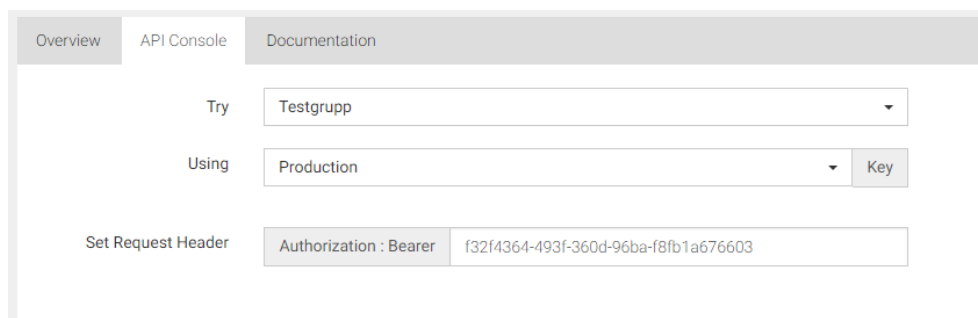 Overview API Console Documentation
Try Testgrupp
Using Production Key
Set Request Header Authorization : Bearer f32f4364-493f-360d-96ba-f8fb1a676603